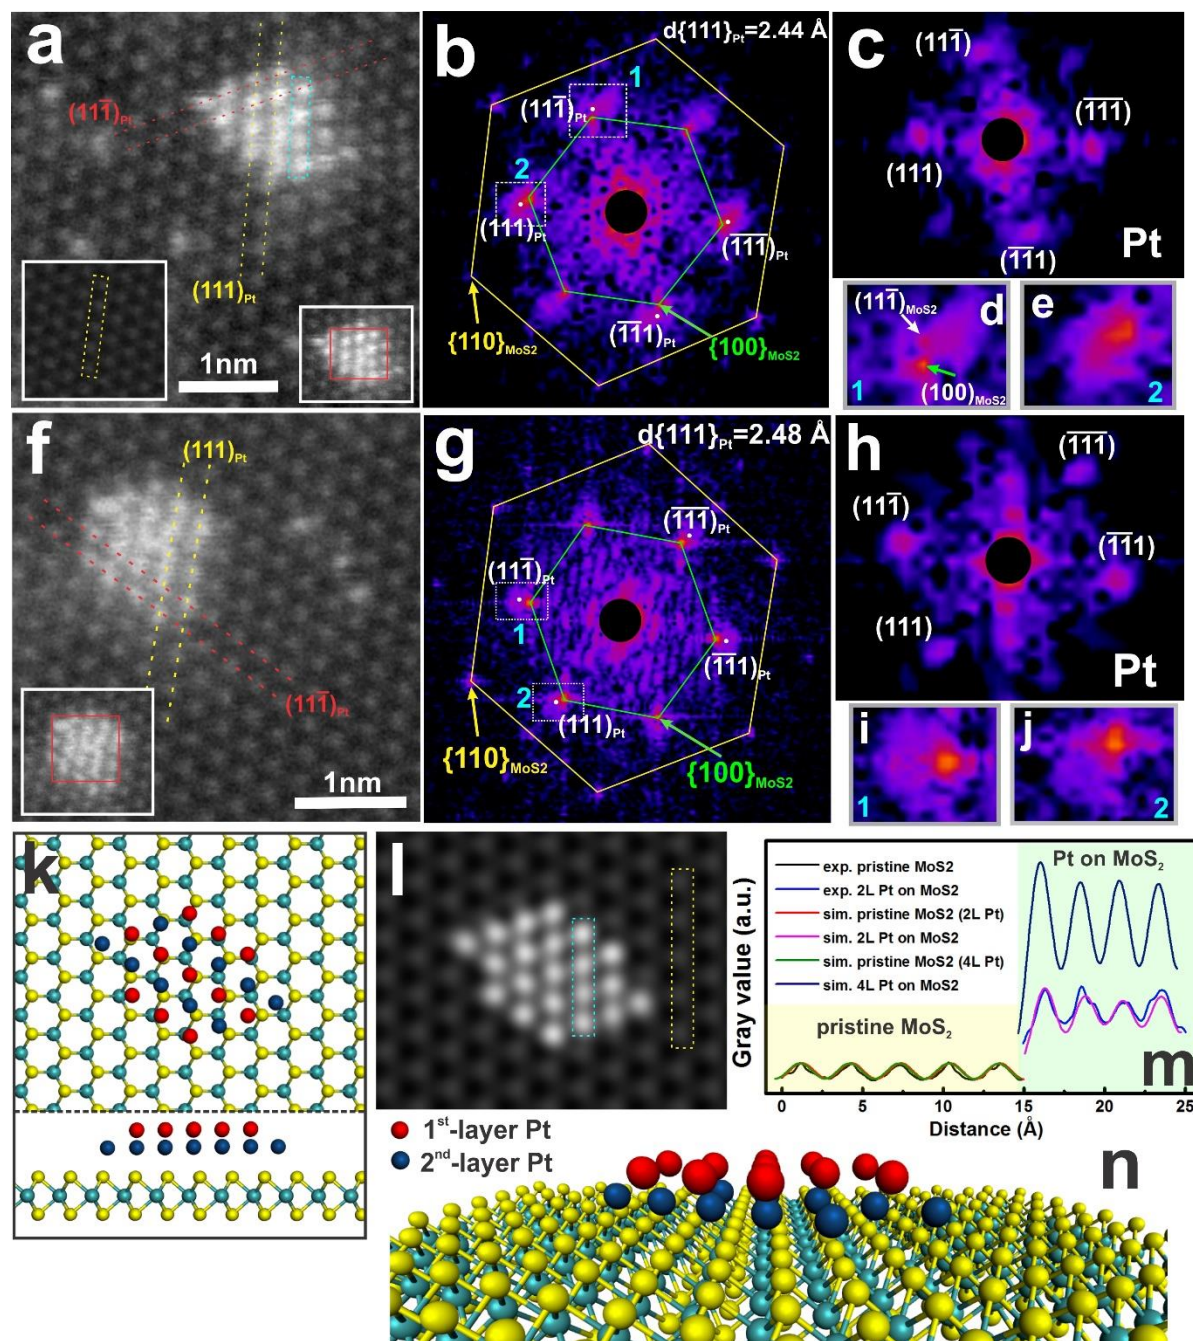 a
(111̄)Pt
(111)Pt
1nm
b
d{111}Pt=2.44 Å
1
(111̄)Pt
2
(111)Pt
(1̄1̄1̄)Pt
(1̄1̄1)Pt
{110}MoS2
{100}MoS2
c
(111̄)
(1̄1̄1̄)
(111)
(1̄1̄1)
Pt
d
(111̄)MoS2
1
(100)MoS2
e
2
f
(111)Pt
(111̄)Pt
1nm
g
d{111}Pt=2.48 Å
(1̄1̄1̄)Pt
(111̄)Pt
1
(1̄1̄1)Pt
2
(111)Pt
{110}MoS2
{100}MoS2
h
(1̄1̄1̄)
(111̄)
(1̄1̄1)
(111)
Pt
i
1
j
2
k
l
1st-layer Pt
2nd-layer Pt
m
Gray value (a.u.)
exp. pristine MoS2
exp. 2L Pt on MoS2
sim. pristine MoS2 (2L Pt)
sim. 2L Pt on MoS2
sim. pristine MoS2 (4L Pt)
sim. 4L Pt on MoS2
Pt on MoS₂
pristine MoS₂
0 5 10 15 20 25
Distance (Å)
n